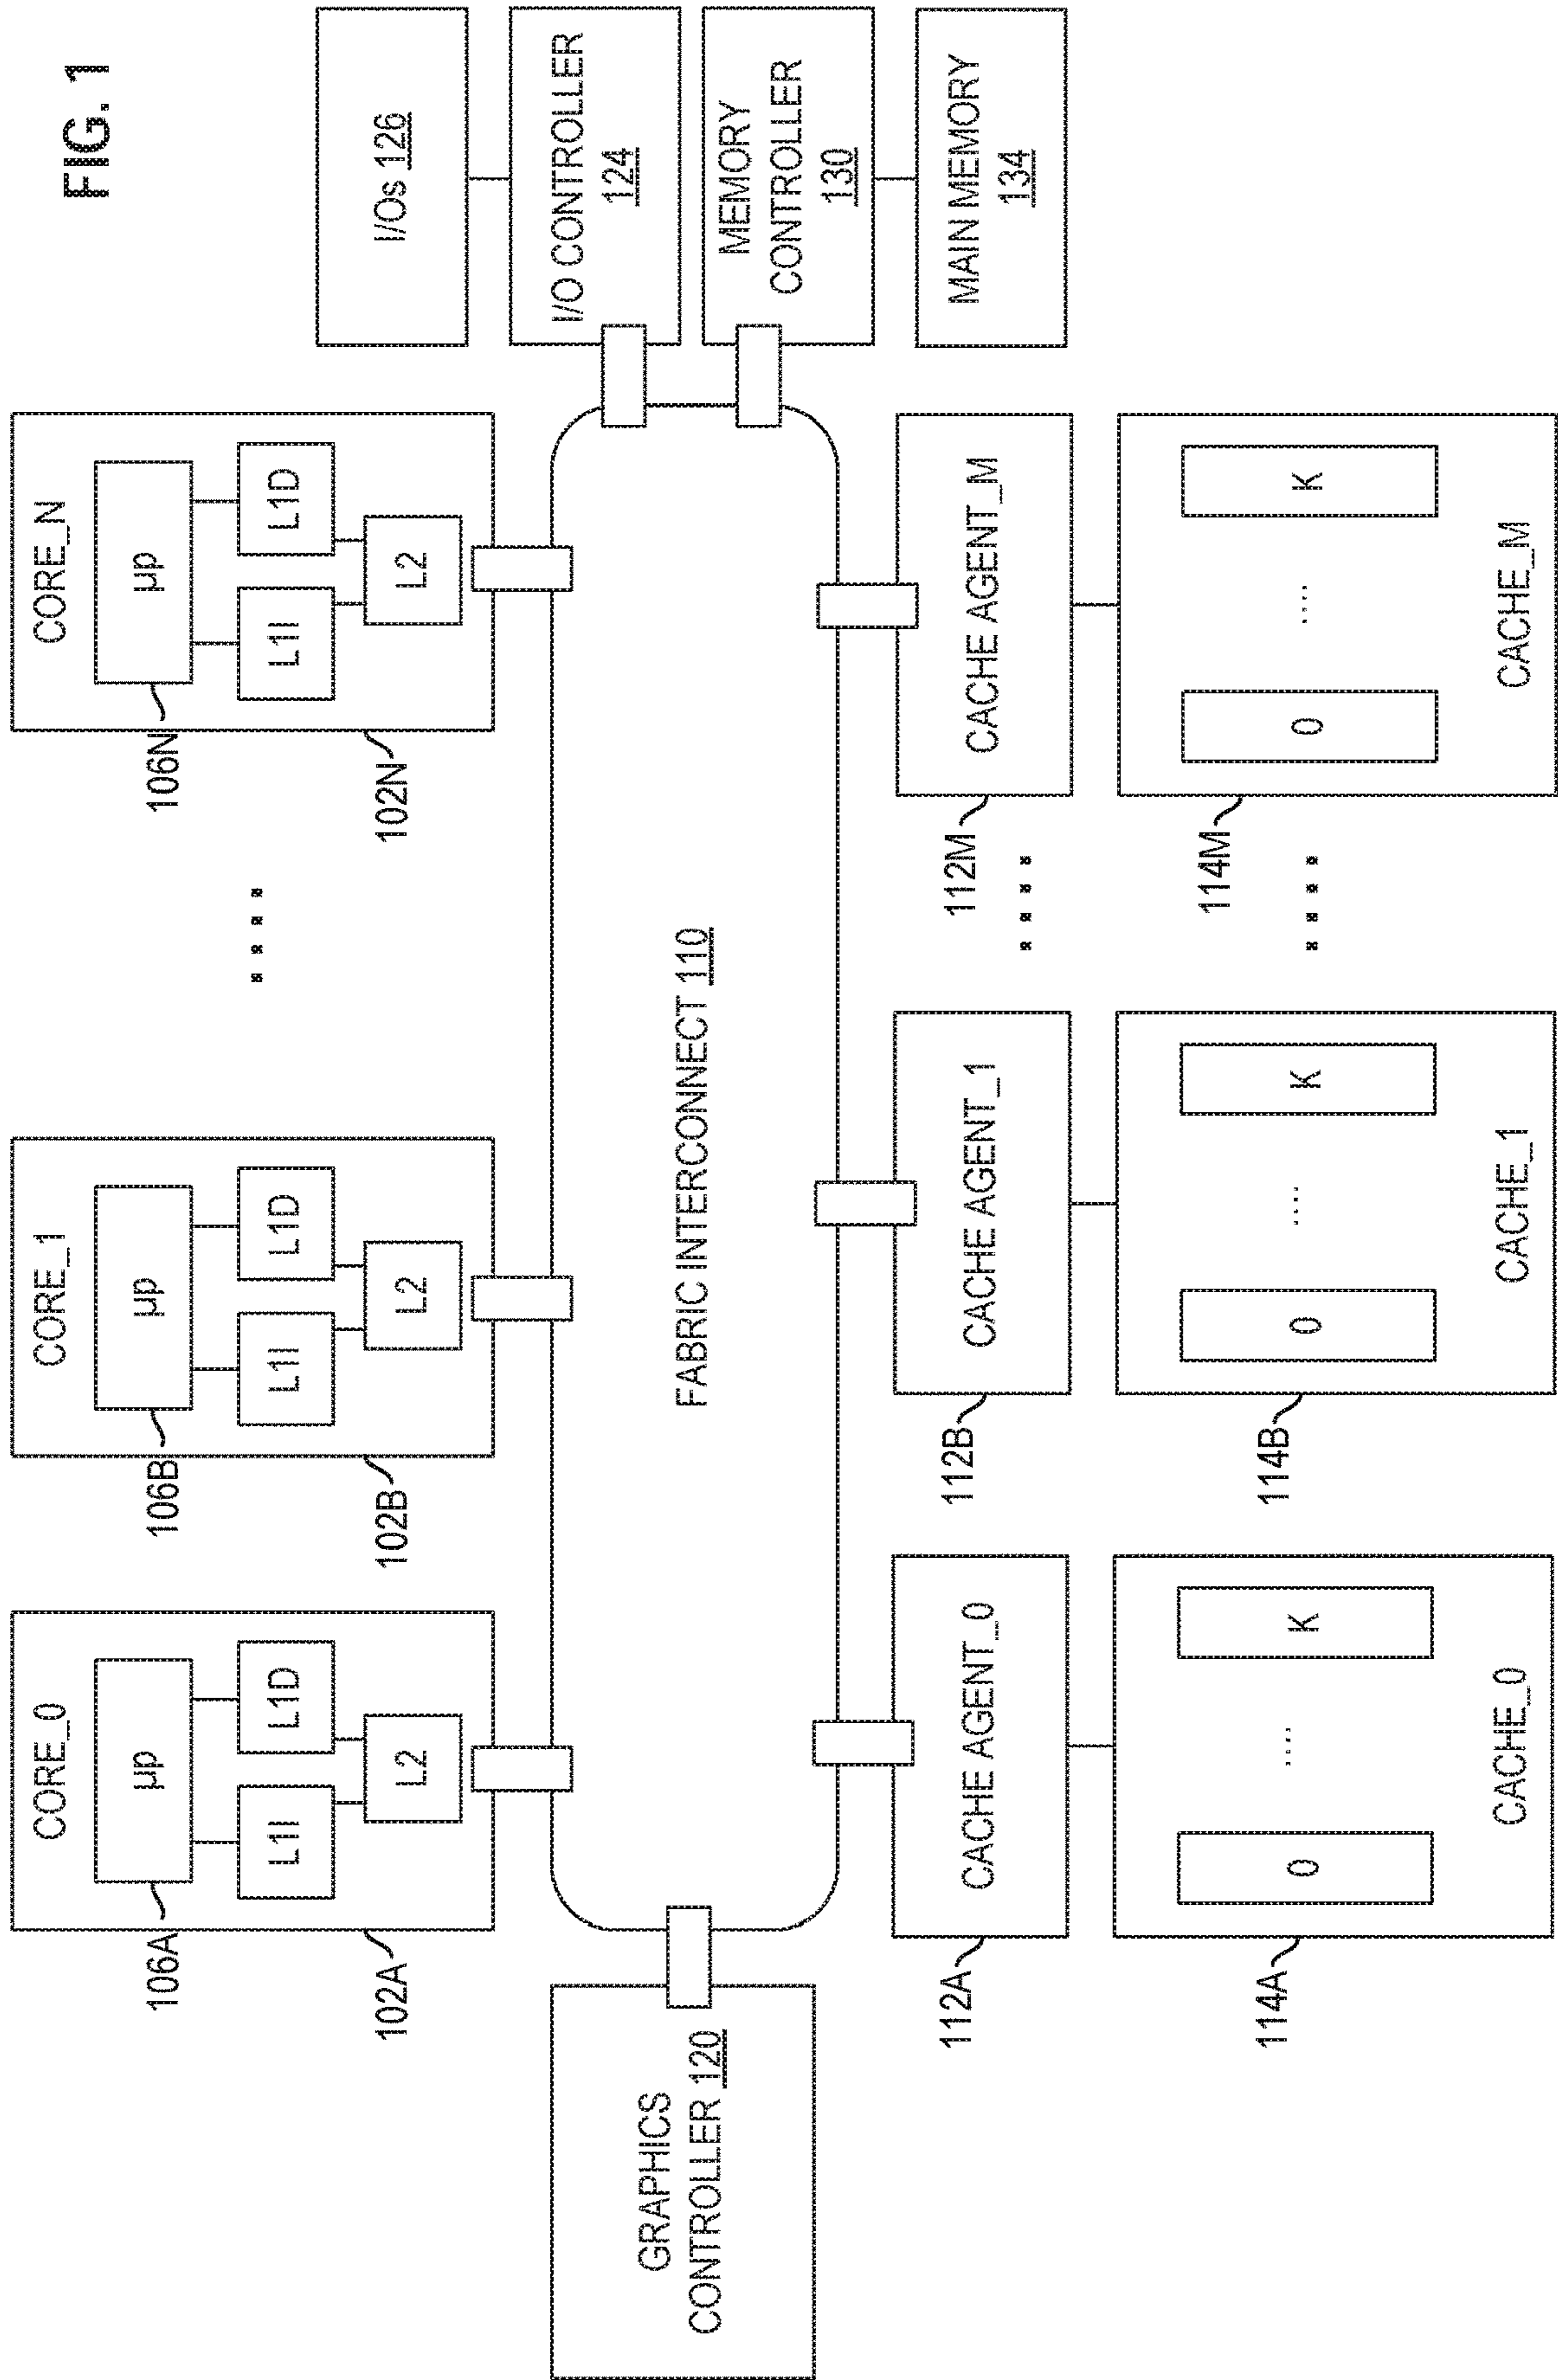 FIG. 1
CORE_0
µp
L1I
L1D
L2
106A
102A
CORE_1
µp
L1I
L1D
L2
106B
102B
....
CORE_N
µp
L1I
L1D
L2
106N
102N
I/Os 126
I/O CONTROLLER
124
MEMORY
CONTROLLER
130
MAIN MEMORY
134
GRAPHICS
CONTROLLER 120
FABRIC INTERCONNECT 110
CACHE AGENT_0
112A
0
....
K
CACHE_0
114A
CACHE AGENT_1
112B
0
....
K
CACHE_1
114B
....
....
CACHE AGENT_M
112M
0
....
K
CACHE_M
114M